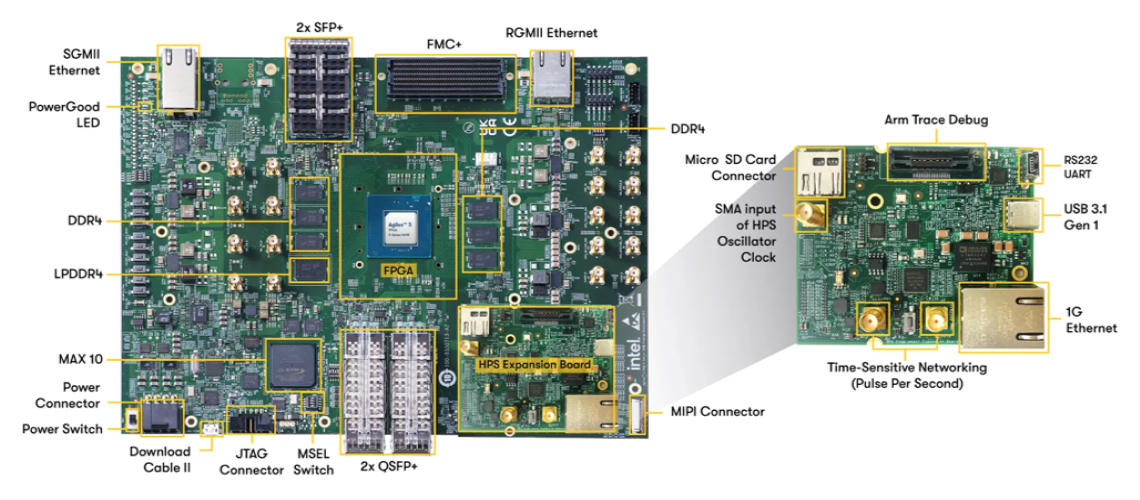 2x SFP+
FMC+
RGMII Ethernet
SGMII
Ethernet
PowerGood
LED
DDR4
Arm Trace Debug
Micro SD Card
Connector
RS232
UART
SMA input
of HPS
Oscillator
Clock
USB 3.1
Gen 1
DDR4
Agilex™ 5
FPGA
LPDDR4
1G
Ethernet
MAX 10
HPS Expansion Board
intel.
Time-Sensitive Networking
(Pulse Per Second)
Power
Connector
MIPI Connector
Power Switch
Download
Cable II
JTAG
Connector
MSEL
Switch
2x QSFP+